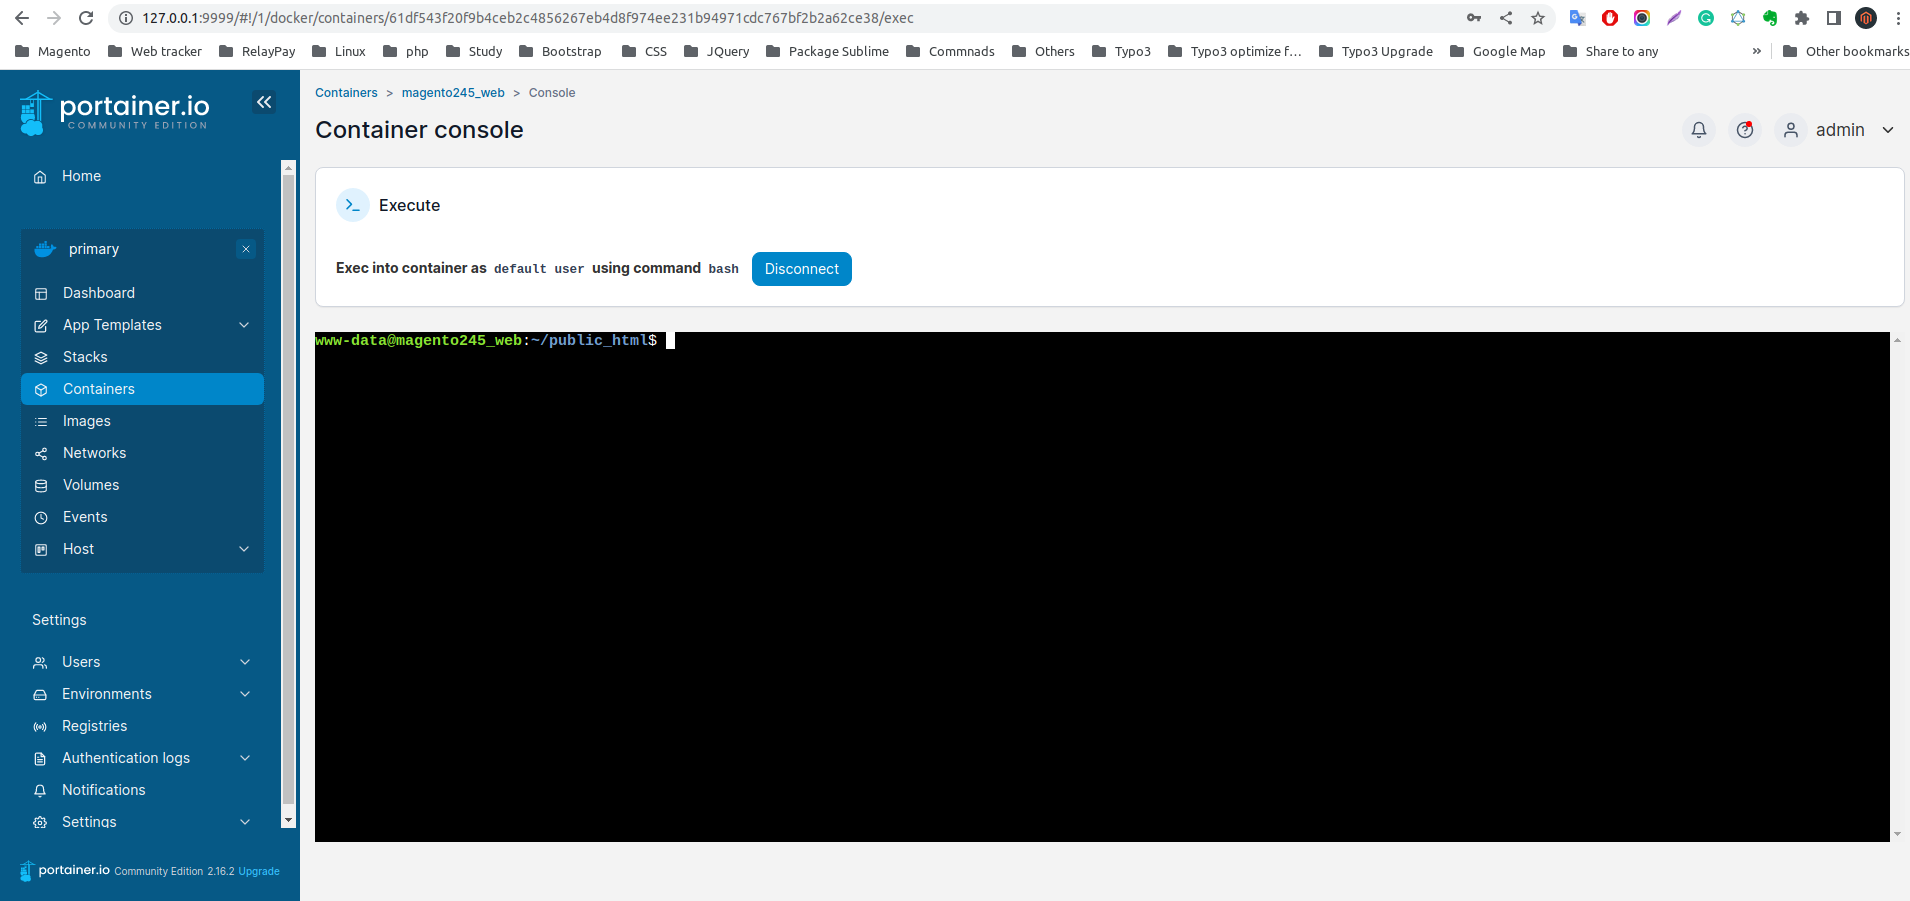 127.0.0.1:9999/#!/1/docker/containers/61df543f20f9b4ceb2c4856267eb4d8f974ee231b94971cdc767bf2b2a62ce38/exec
Magento Web tracker RelayPay Linux php Study Bootstrap CSS JQuery Package Sublime Commnads Others Typo3 Typo3 optimize f... Typo3 Upgrade Google Map Share to any » Other bookmarks
portainer.io
COMMUNITY EDITION
Home
primary
Dashboard
App Templates
Stacks
Containers
Images
Networks
Volumes
Events
Host
Settings
Users
Environments
Registries
Authentication logs
Notifications
Settings
portainer.io Community Edition 2.16.2 Upgrade
Containers > magento245_web > Console
Container console
admin
Execute
Exec into container as default user using command bash Disconnect
www-data@magento245_web:~/public_html$